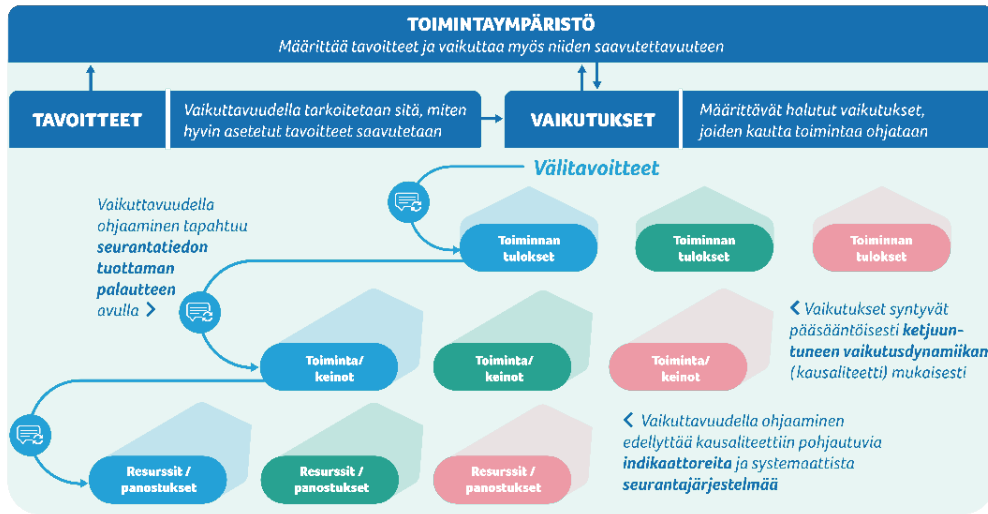 TOIMINTAYMPÄRISTÖ
Määrittää tavoitteet ja vaikuttaa myös niiden saavutettavuuteen
TAVOITTEET
Vaikuttavuudella tarkoitetaan sitä, miten
hyvin asetetut tavoitteet saavutetaan
VAIKUTUKSET
Määrittävät halutut vaikutukset,
joiden kautta toimintaa ohjataan
Välitavoitteet
Vaikuttavuudella
ohjaaminen tapahtuu
seurantatiedon
tuottaman
palautteen
avulla >
Toiminnan
tulokset
Toiminnan
tulokset
Toiminnan
tulokset
< Vaikutukset syntyvät
pääsääntöisesti ketjuun-
tuneen vaikutusdynamiikan
(kausaliteetti) mukaisesti
Toiminta/
keinot
Toiminta/
keinot
Toiminta/
keinot
< Vaikuttavuudella ohjaaminen
edellyttää kausaliteettiin pohjautuvia
indikaattoreita ja systemaattista
seurantajärjestelmää
Resurssit /
panostukset
Resurssit /
panostukset
Resurssit /
panostukset